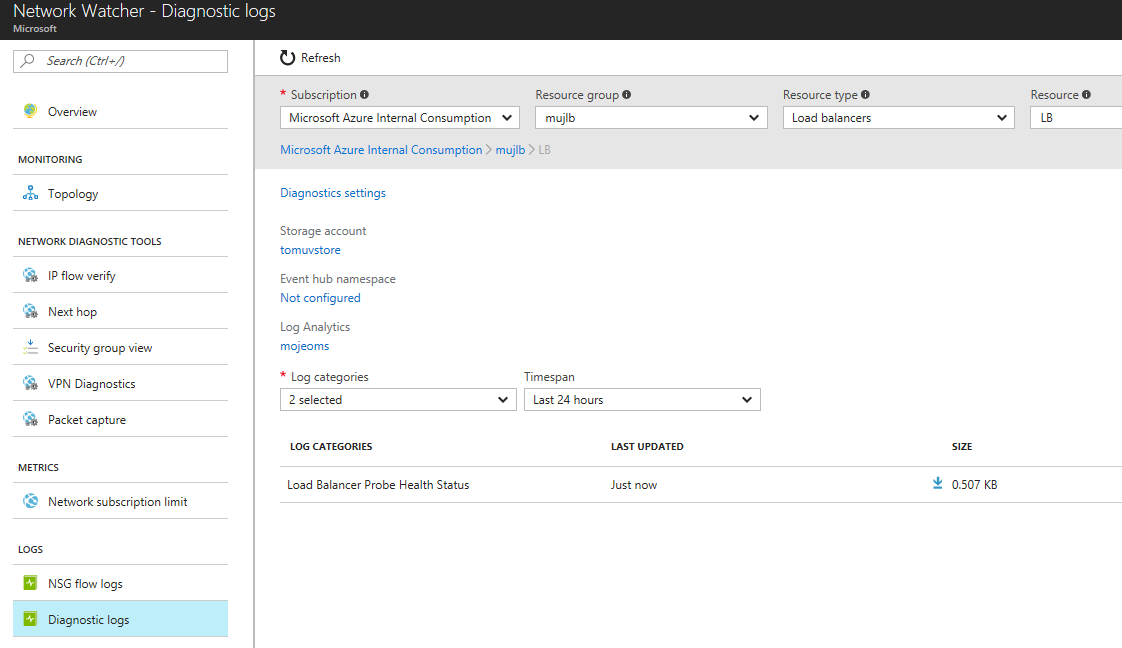 Network Watcher - Diagnostic logs
Microsoft
Search (Ctrl+/)
Overview
MONITORING
Topology
NETWORK DIAGNOSTIC TOOLS
IP flow verify
Next hop
Security group view
VPN Diagnostics
Packet capture
METRICS
Network subscription limit
LOGS
NSG flow logs
Diagnostic logs
Refresh
* Subscription Resource group Resource type Resource
Microsoft Azure Internal Consumption mujlb Load balancers LB
Microsoft Azure Internal Consumption > mujlb > LB
Diagnostics settings
Storage account
tomuvstore
Event hub namespace
Not configured
Log Analytics
mojeoms
* Log categories Timespan
2 selected Last 24 hours
LOG CATEGORIES LAST UPDATED SIZE
Load Balancer Probe Health Status Just now 0.507 KB